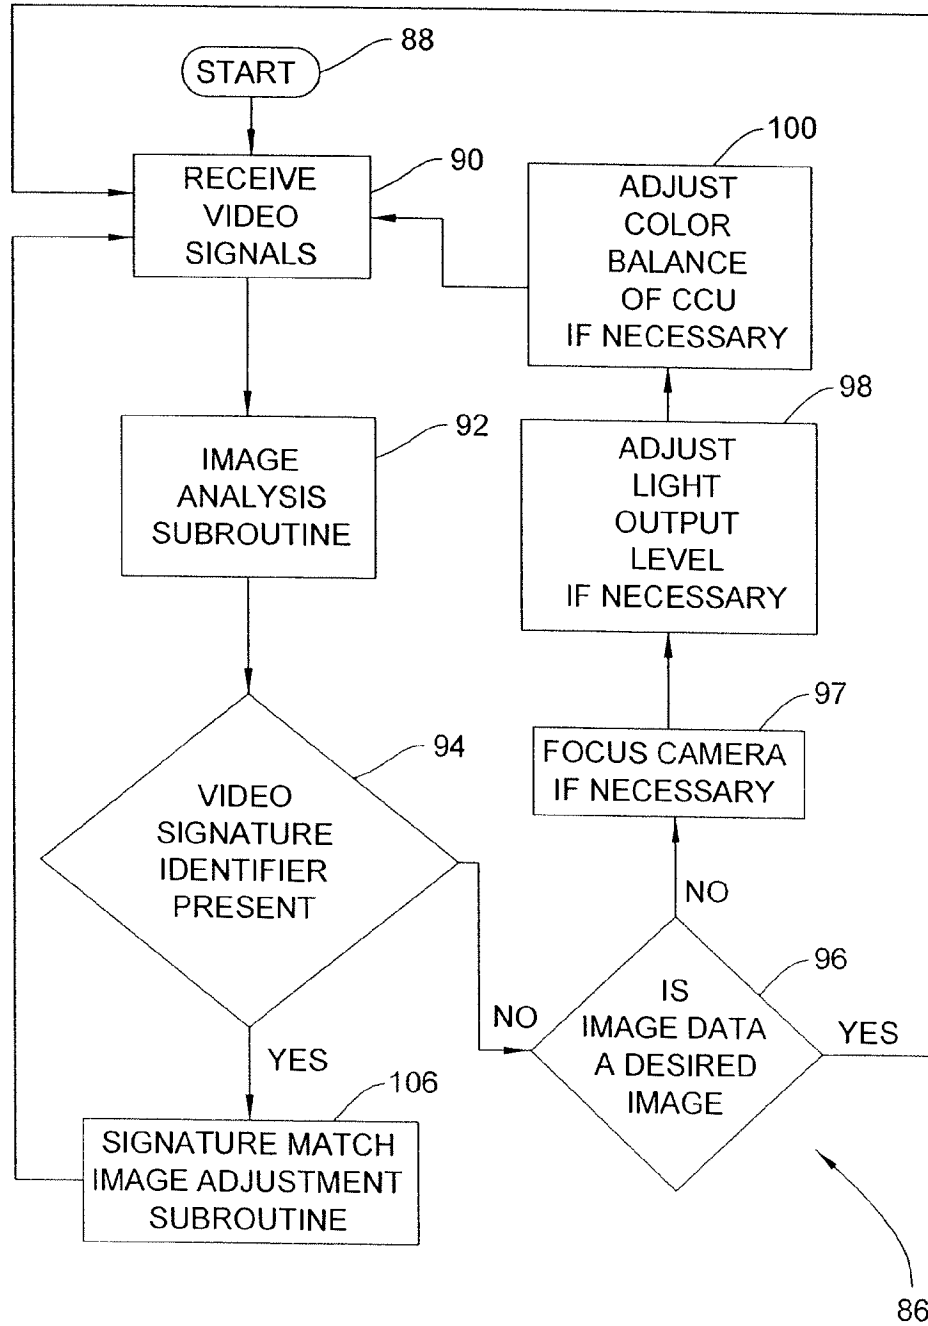 88
START
90
RECEIVE
VIDEO
SIGNALS
100
ADJUST
COLOR
BALANCE
OF CCU
IF NECESSARY
92
IMAGE
ANALYSIS
SUBROUTINE
98
ADJUST
LIGHT
OUTPUT
LEVEL
IF NECESSARY
94
VIDEO
SIGNATURE
IDENTIFIER
PRESENT
97
FOCUS CAMERA
IF NECESSARY
NO
NO
96
IS
IMAGE DATA
A DESIRED
IMAGE
YES
YES
106
SIGNATURE MATCH
IMAGE ADJUSTMENT
SUBROUTINE
86